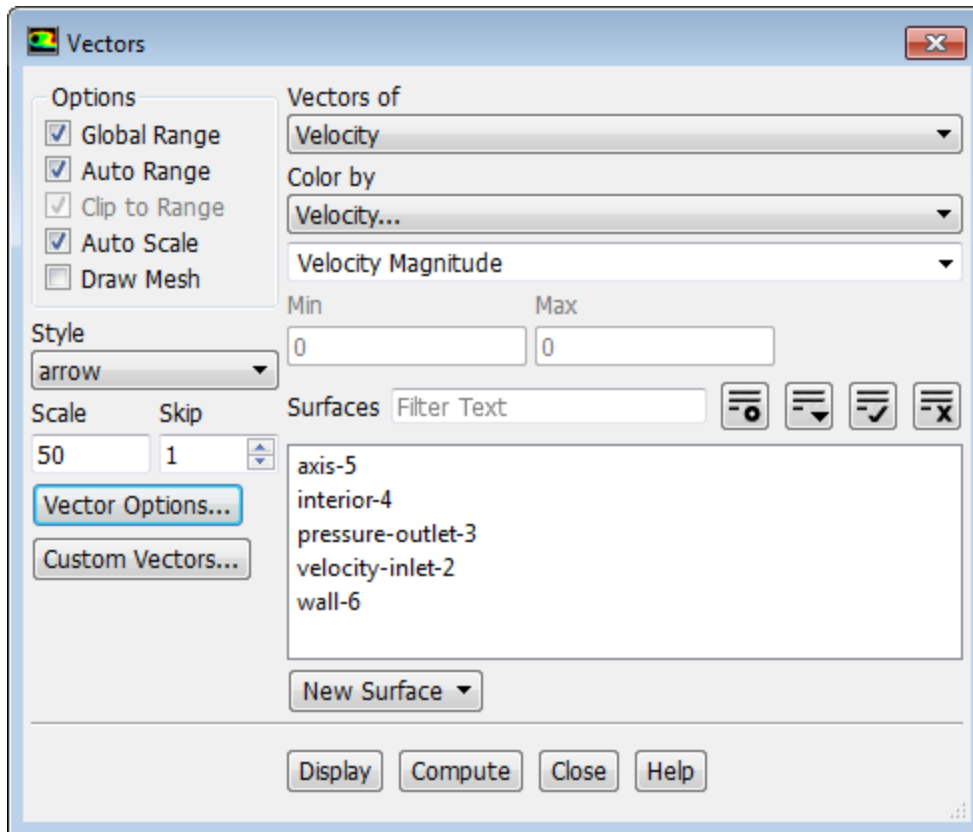 Vectors
Options
Global Range
Auto Range
Clip to Range
Auto Scale
Draw Mesh
Style
arrow
Scale Skip
50 1
Vector Options...
Custom Vectors...
Vectors of
Velocity
Color by
Velocity...
Velocity Magnitude
Min Max
0 0
Surfaces Filter Text
axis-5
interior-4
pressure-outlet-3
velocity-inlet-2
wall-6
New Surface
Display Compute Close Help